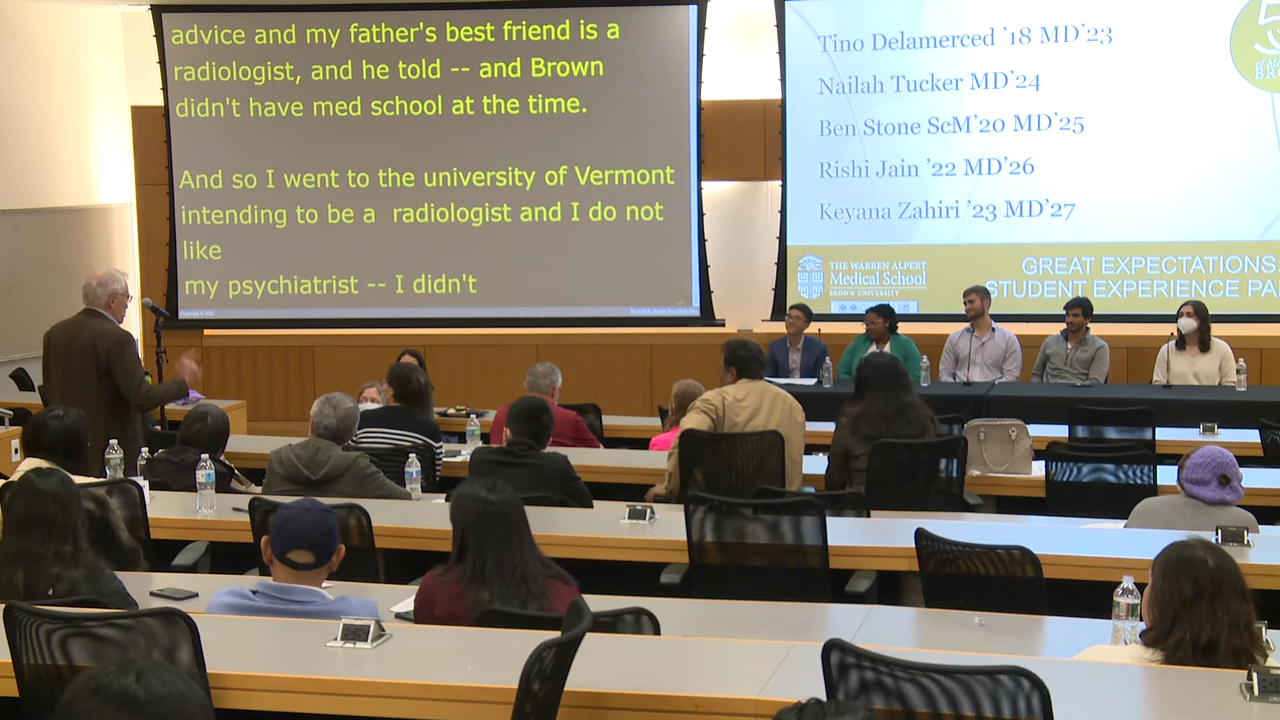 advice and my father's best friend is a
radiologist, and he told -- and Brown
didn't have med school at the time.
And so I went to the university of Vermont
intending to be a radiologist and I do not
like
my psychiatrist -- I didn't
Tino Delamerced ’18 MD’23
Nailah Tucker MD’24
Ben Stone ScM’20 MD’25
Rishi Jain ’22 MD’26
Keyana Zahiri ’23 MD’27
THE WARREN ALPERT
Medical School
BROWN UNIVERSITY
GREAT EXPECTATIONS:
STUDENT EXPERIENCE PA
5